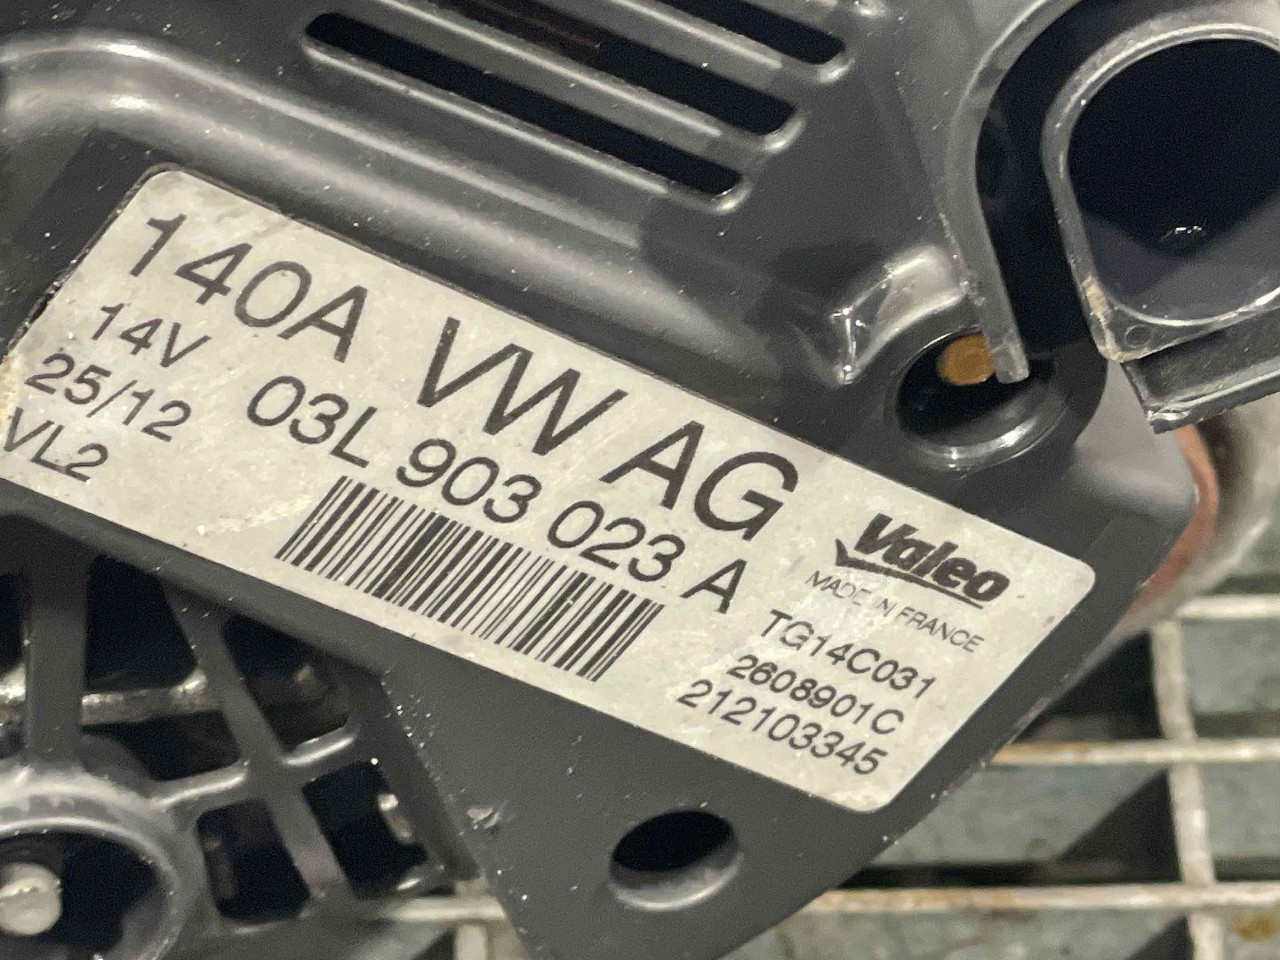 140A VW AG
14V 03L 903 023 A
25/12
VL2
Valeo
MADE IN FRANCE
TG14C031
2608901C
212103345